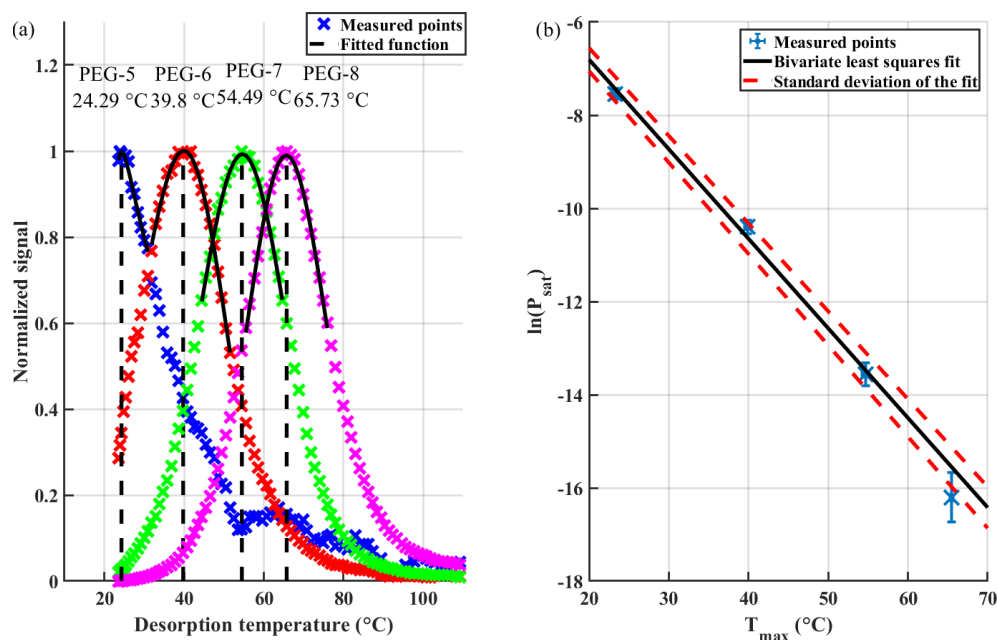 (a)
Measured points
Fitted function
PEG-5 PEG-6 PEG-7 PEG-8
24.29 °C 39.8 °C 54.49 °C 65.73 °C
1.2
1
0.8
0.6
0.4
0.2
0
Normalized signal
20 40 60 80 100
Desorption temperature (°C)
(b)
Measured points
Bivariate least squares fit
Standard deviation of the fit
-6
-8
-10
-12
-14
-16
-18
ln(P_sat)
20 30 40 50 60 70
T_max (°C)